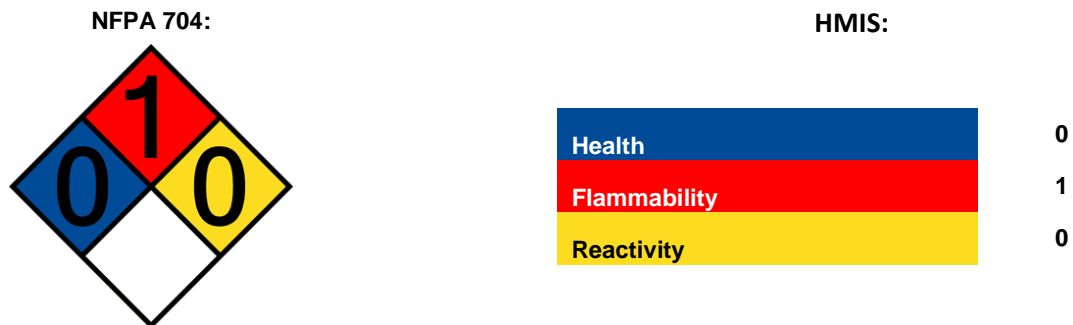 NFPA 704:
HMIS:
1
0 0
Health 0
Flammability 1
Reactivity 0